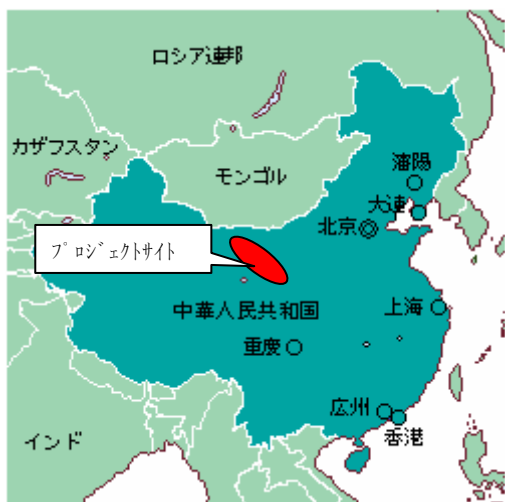 ロシア連邦
カザフスタン
モンゴル
瀋陽
大連
北京
ﾌﾟﾛｼﾞｪｸﾄｻｲﾄ
中華人民共和国
上海
重慶
広州
香港
インド